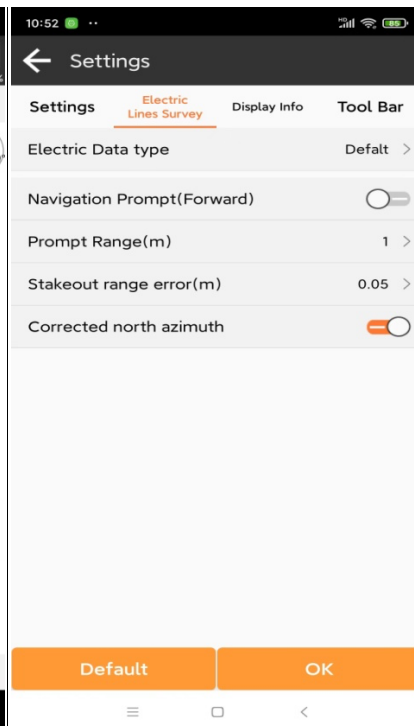 10:52
85
Settings
Settings Electric Lines Survey Display Info Tool Bar
Electric Data type Defalt
Navigation Prompt(Forward)
Prompt Range(m) 1
Stakeout range error(m) 0.05
Corrected north azimuth
Default OK